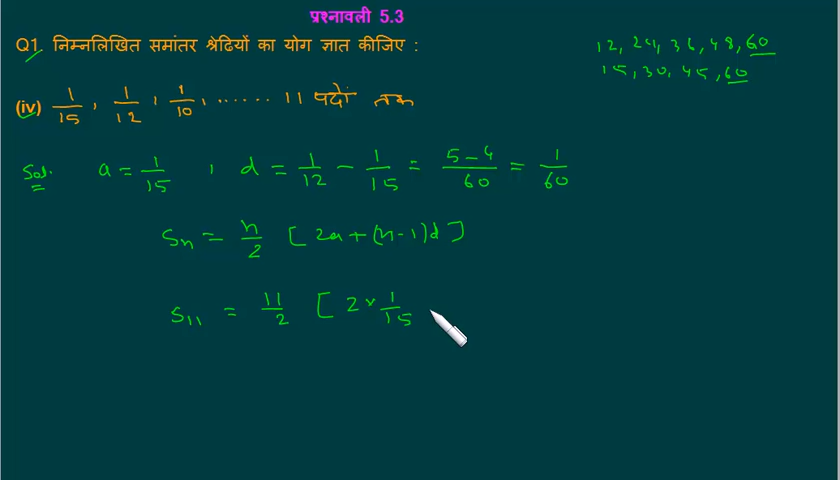 प्रश्नावली 5.3
Q1 निम्नलिखित समांतर श्रेढियों का योग ज्ञात कीजिए :
12, 24, 36, 48, 60
15, 30, 45, 60
(iv) 1/15 , 1/12 , 1/10 , ....... 11 पदों तक
Sol. a = 1/15 , d = 1/12 - 1/15 = 5-4/60 = 1/60
Sn = n/2 [2a+(n-1)d]
S11 = 11/2 [2× 1/15